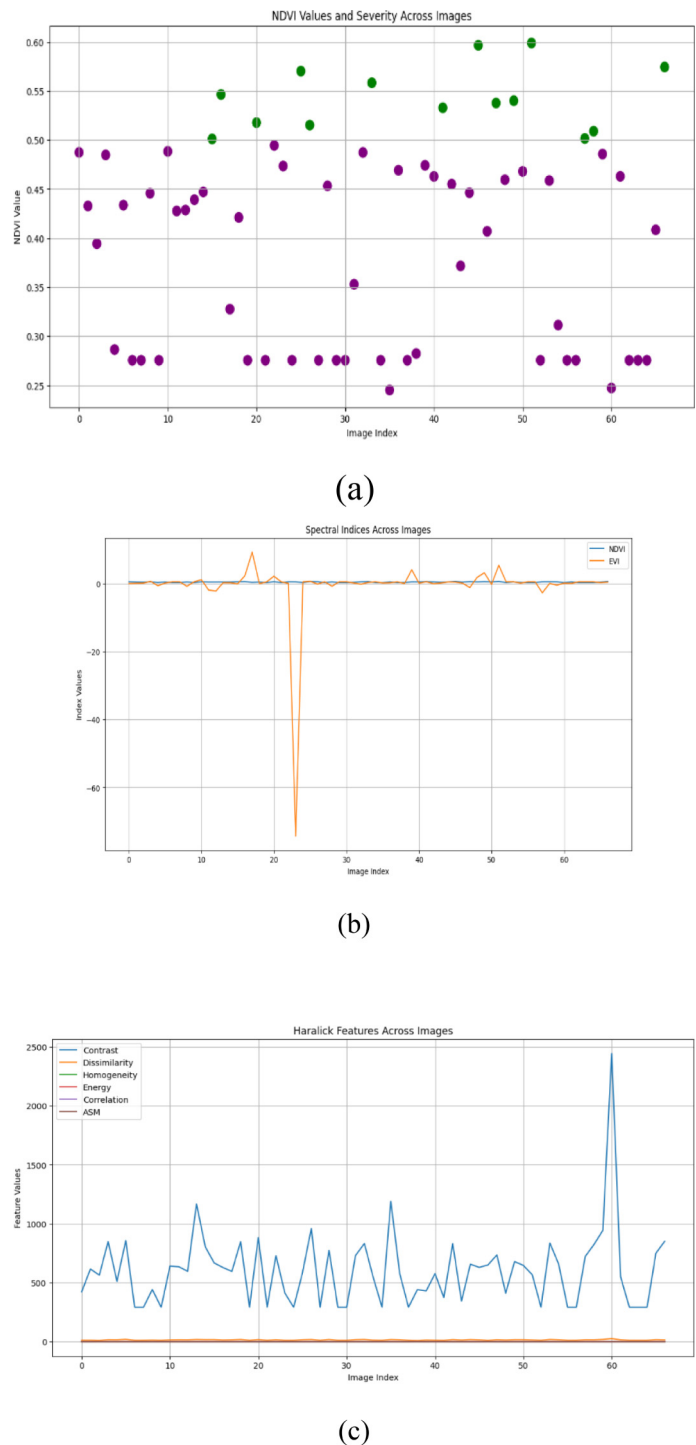 NDVI Values and Severity Across Images
0.60
0.55
0.50
0.45
0.40
0.35
0.30
0.25
NDVI Value
0 10 20 30 40 50 60
Image Index
(a)
Spectral Indices Across Images
NDVI
EVI
0
−20
−40
−60
Index Values
0 10 20 30 40 50 60
Image Index
(b)
Haralick Features Across Images
Contrast
Dissimilarity
Homogeneity
Energy
Correlation
ASM
2500
2000
1500
1000
500
0
Feature Values
0 10 20 30 40 50 60
Image Index
(c)